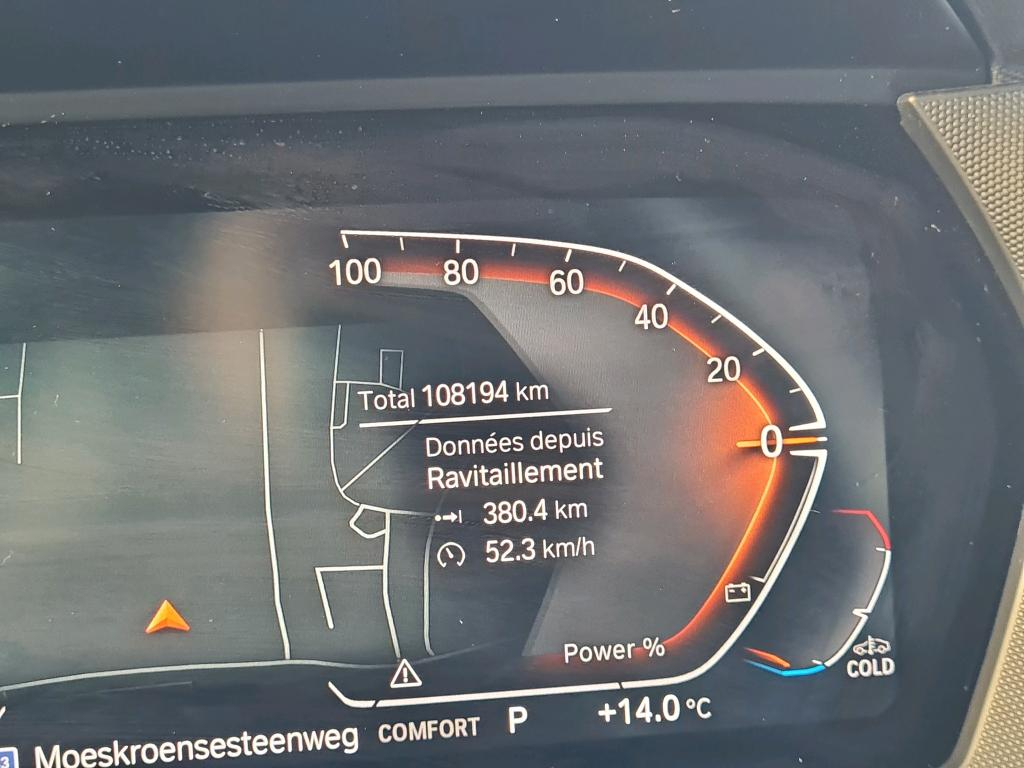 100 80 60 40 20 0
Total 108194 km
Données depuis
Ravitaillement
380.4 km
52.3 km/h
Power %
COLD
COMFORT P +14.0 °C
3 Moeskroensesteenweg